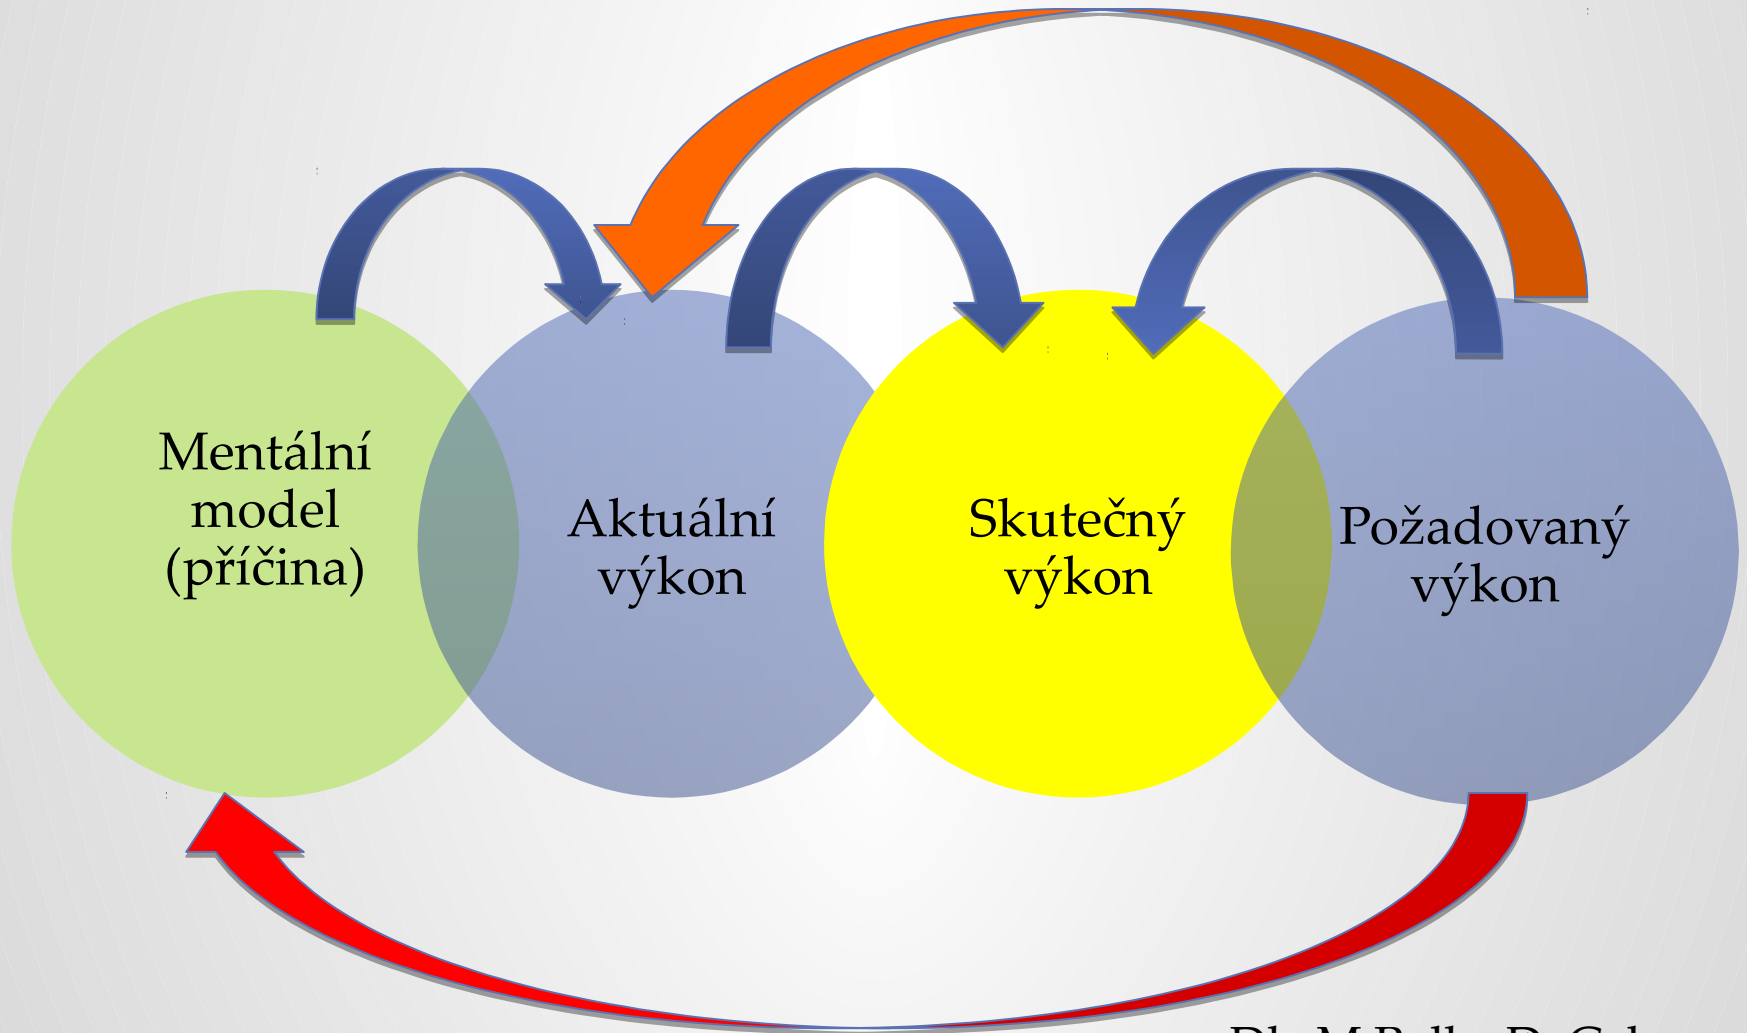 Mentální
model
(příčina)
Aktuální
výkon
Skutečný
výkon
Požadovaný
výkon